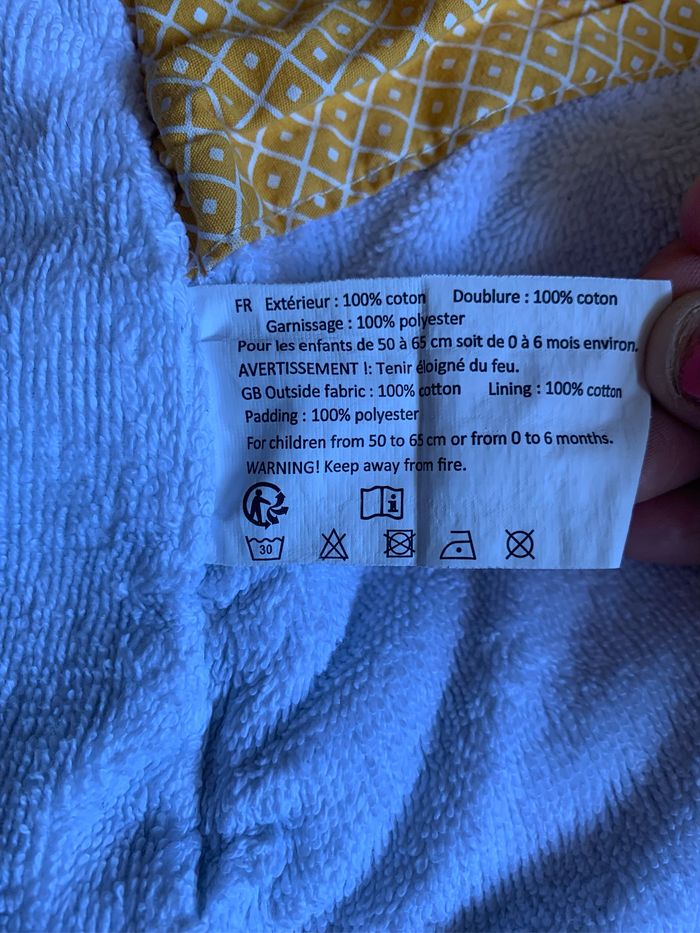 FR Extérieur : 100% coton Doublure : 100% coton
Garnissage : 100% polyester
Pour les enfants de 50 à 65 cm soit de 0 à 6 mois environ.
AVERTISSEMENT !: Tenir éloigné du feu.
GB Outside fabric : 100% cotton Lining : 100% cotton
Padding : 100% polyester
For children from 50 to 65 cm or from 0 to 6 months.
WARNING! Keep away from fire.
i
30